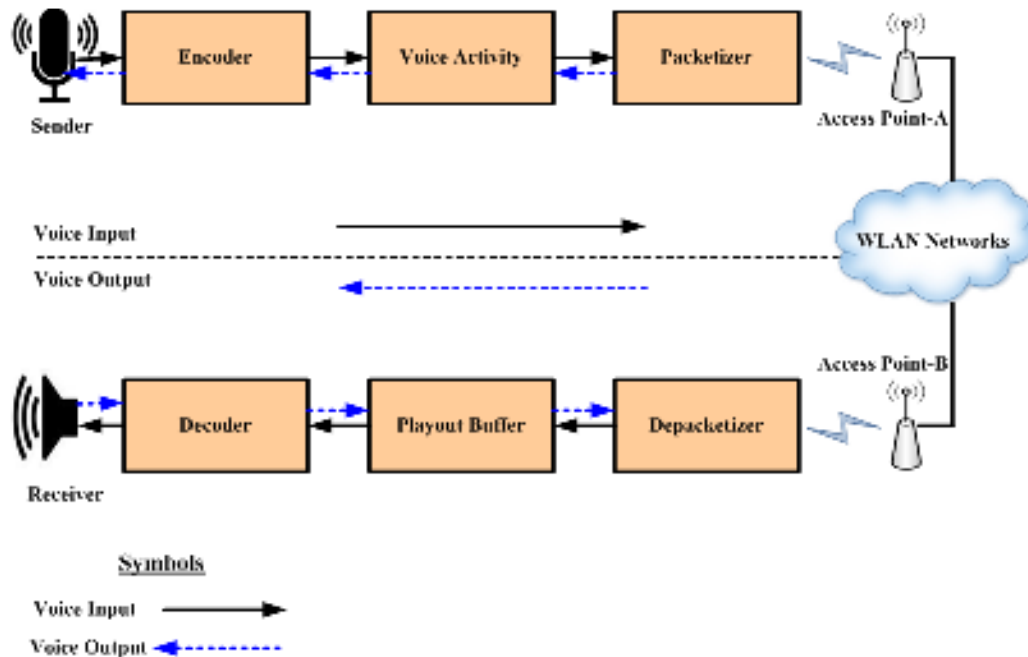 Encoder
Voice Activity
Packetizer
Sender
Access Point-A
Voice Input
WLAN Networks
Voice Output
Access Point-B
Decoder
Playout Buffer
Depacketizer
Receiver
Symbols
Voice Input
Voice Output